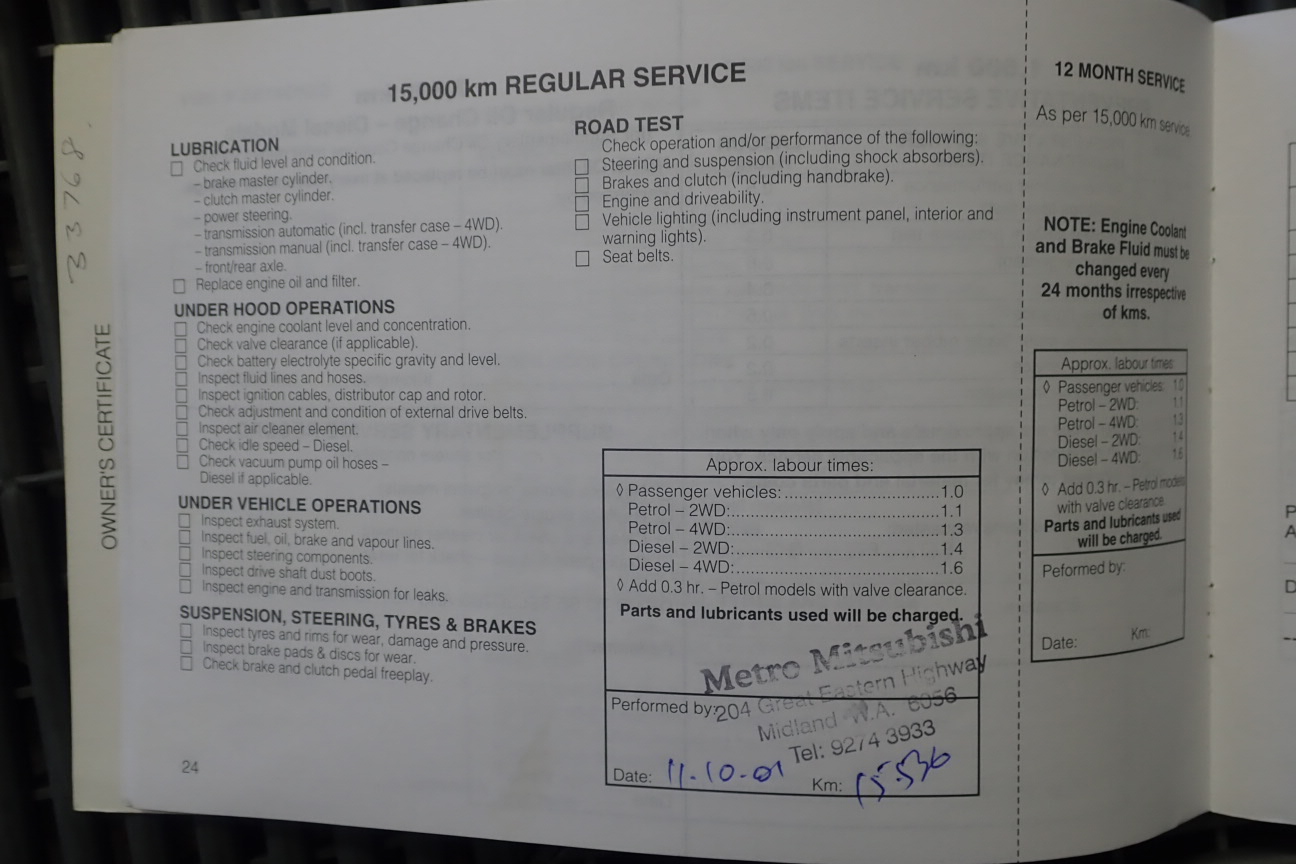 33768.
OWNER'S CERTIFICATE
15,000 km REGULAR SERVICE
LUBRICATION
Check fluid level and condition.
– brake master cylinder.
– clutch master cylinder.
– power steering.
– transmission automatic (incl. transfer case – 4WD).
– transmission manual (incl. transfer case – 4WD).
– front/rear axle.
Replace engine oil and filter.
UNDER HOOD OPERATIONS
Check engine coolant level and concentration.
Check valve clearance (if applicable).
Check battery electrolyte specific gravity and level.
Inspect fluid lines and hoses.
Inspect ignition cables, distributor cap and rotor.
Check adjustment and condition of external drive belts.
Inspect air cleaner element.
Check idle speed – Diesel.
Check vacuum pump oil hoses –
Diesel if applicable.
UNDER VEHICLE OPERATIONS
Inspect exhaust system.
Inspect fuel, oil, brake and vapour lines.
Inspect steering components.
Inspect drive shaft dust boots.
Inspect engine and transmission for leaks.
SUSPENSION, STEERING, TYRES & BRAKES
Inspect tyres and rims for wear, damage and pressure.
Inspect brake pads & discs for wear.
Check brake and clutch pedal freeplay.
24
ROAD TEST
Check operation and/or performance of the following:
Steering and suspension (including shock absorbers).
Brakes and clutch (including handbrake).
Engine and driveability.
Vehicle lighting (including instrument panel, interior and
warning lights).
Seat belts.
Approx. labour times:
◊ Passenger vehicles:..................................1.0
Petrol – 2WD:.............................................1.1
Petrol – 4WD:.............................................1.3
Diesel – 2WD:............................................1.4
Diesel – 4WD:............................................1.6
◊ Add 0.3 hr. – Petrol models with valve clearance.
Parts and lubricants used will be charged.
Metro Mitsubishi
204 Great Eastern Highway
Midland W.A. 6056
Tel: 9274 3933
Performed by:
Date: 11-10-01 Km: 15536
12 MONTH SERVICE
As per 15,000 km service
NOTE: Engine Coolant
and Brake Fluid must be
changed every
24 months irrespective
of kms.
Approx. labour times:
◊ Passenger vehicles: 1.0
Petrol – 2WD: 1.1
Petrol – 4WD: 1.3
Diesel – 2WD: 1.4
Diesel – 4WD: 1.6
◊ Add 0.3 hr. – Petrol models
with valve clearance
Parts and lubricants used
will be charged.
Peformed by:
Date: Km: